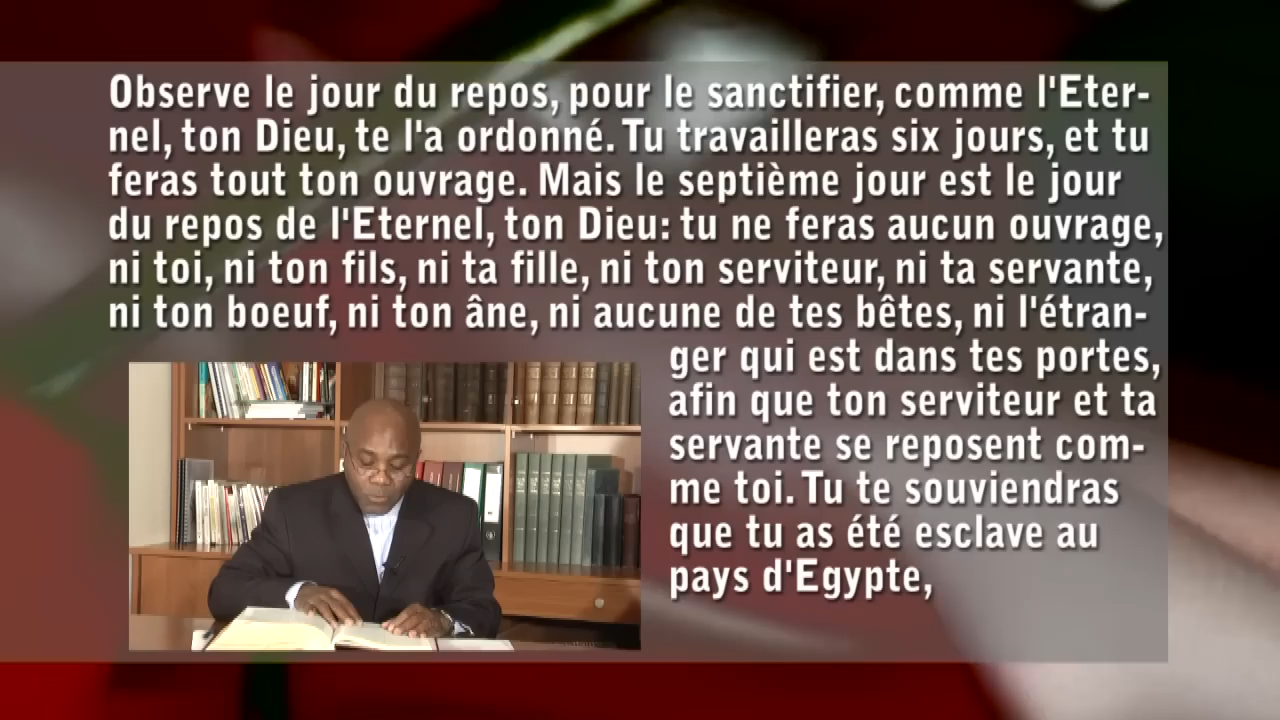 Observe le jour du repos, pour le sanctifier, comme l'Eter-
nel, ton Dieu, te l'a ordonné. Tu travailleras six jours, et tu
feras tout ton ouvrage. Mais le septième jour est le jour
du repos de l'Eternel, ton Dieu: tu ne feras aucun ouvrage,
ni toi, ni ton fils, ni ta fille, ni ton serviteur, ni ta servante,
ni ton boeuf, ni ton âne, ni aucune de tes bêtes, ni l'étran-
ger qui est dans tes portes,
afin que ton serviteur et ta
servante se reposent com-
me toi. Tu te souviendras
que tu as été esclave au
pays d'Egypte,